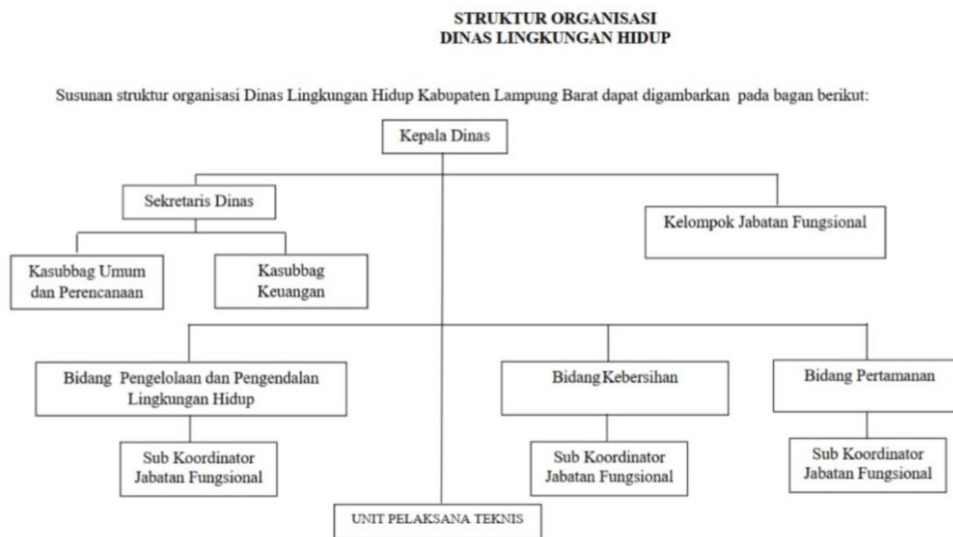 STRUKTUR ORGANISASI
DINAS LINGKUNGAN HIDUP
Susunan struktur organisasi Dinas Lingkungan Hidup Kabupaten Lampung Barat dapat digambarkan pada bagan berikut:
Kepala Dinas
Sekretaris Dinas
Kelompok Jabatan Fungsional
Kasubbag Umum
dan Perencanaan
Kasubbag
Keuangan
Bidang Pengelolaan dan Pengendalan
Lingkungan Hidup
Bidang Kebersihan
Bidang Pertamanan
Sub Koordinator
Jabatan Fungsional
Sub Koordinator
Jabatan Fungsional
Sub Koordinator
Jabatan Fungsional
UNIT PELAKSANA TEKNIS